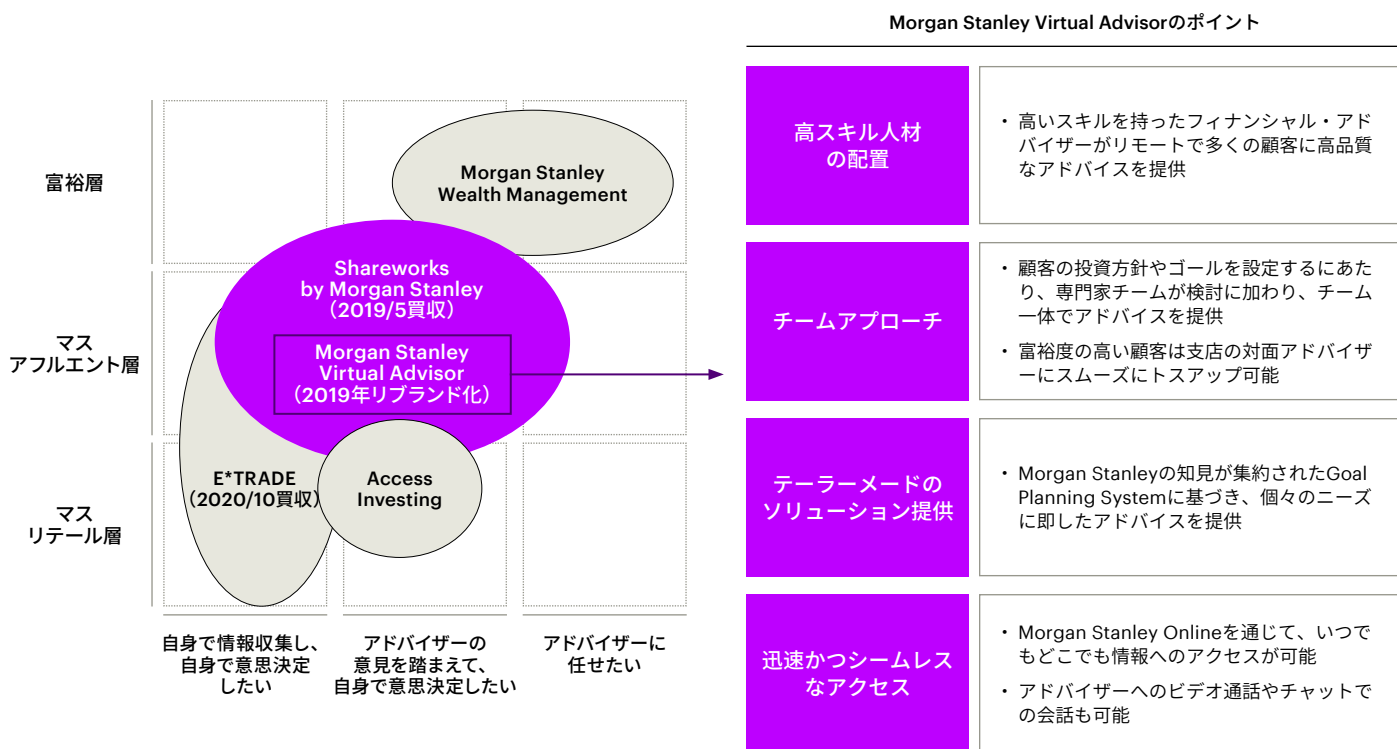 Morgan Stanley Virtual Advisorのポイント
富裕層
マス
アフルエント層
マス
リテール層
Morgan Stanley
Wealth Management
Shareworks
by Morgan Stanley
（2019/5買収）
Morgan Stanley
Virtual Advisor
（2019年リブランド化）
E*TRADE
（2020/10買収）
Access
Investing
自身で情報収集し、
自身で意思決定
したい
アドバイザーの
意見を踏まえて、
自身で意思決定したい
アドバイザーに
任せたい
高スキル人材
の配置
・高いスキルを持ったフィナンシャル・アド
バイザーがリモートで多くの顧客に高品質
なアドバイスを提供
チームアプローチ
・顧客の投資方針やゴールを設定するにあた
り、専門家チームが検討に加わり、チーム
一体でアドバイスを提供
・富裕度の高い顧客は支店の対面アドバイザ
ーにスムーズにトスアップ可能
テーラーメードの
ソリューション提供
・Morgan Stanleyの知見が集約されたGoal
Planning Systemに基づき、個々のニーズ
に即したアドバイスを提供
迅速かつシームレス
なアクセス
・Morgan Stanley Onlineを通じて、いつで
もどこでも情報へのアクセスが可能
・アドバイザーへのビデオ通話やチャットで
の会話も可能